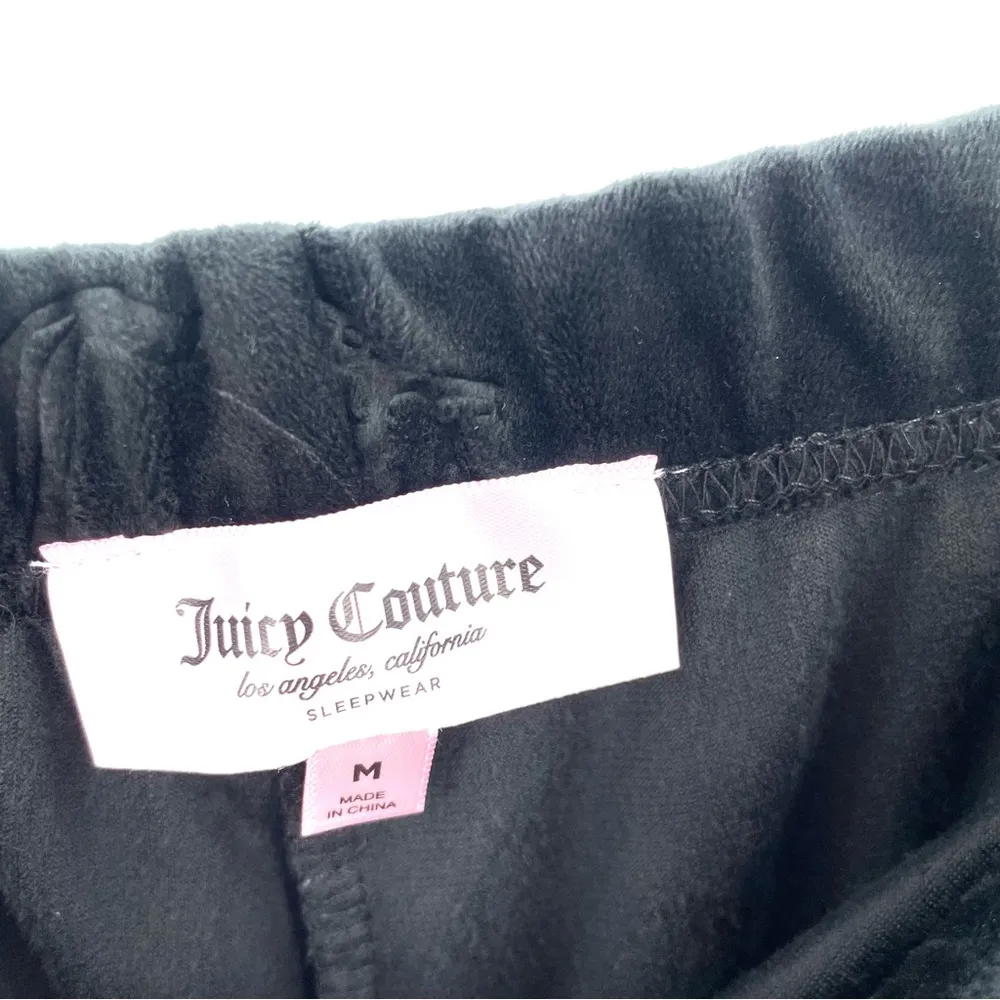 Juicy Couture
los angeles, california
SLEEPWEAR
M
MADE
IN CHINA